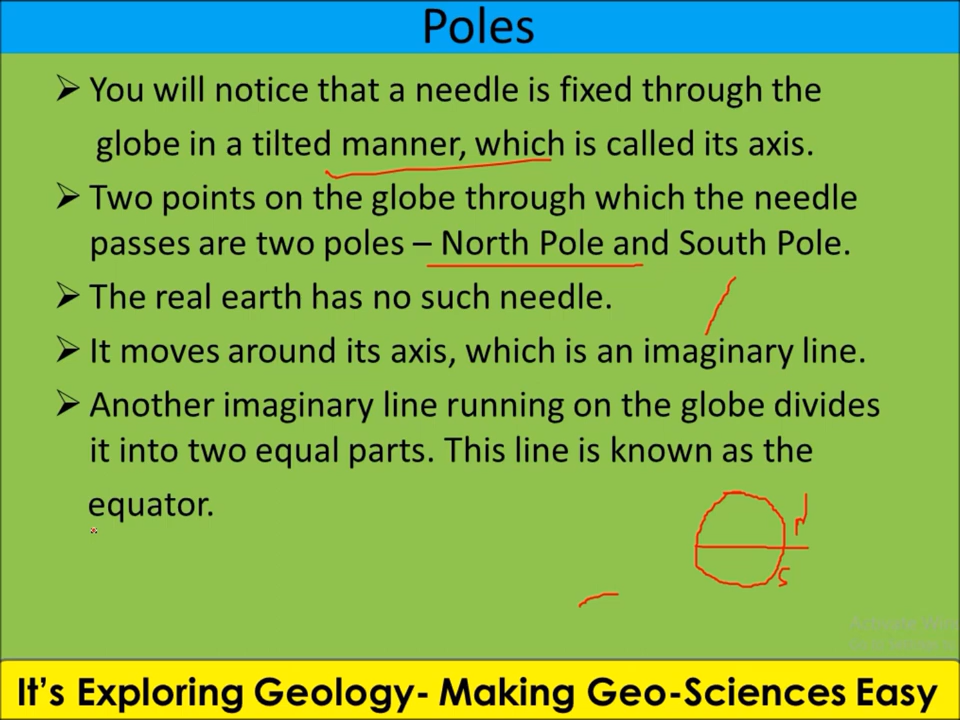 Poles
➢ You will notice that a needle is fixed through the
globe in a tilted manner, which is called its axis.
➢ Two points on the globe through which the needle
passes are two poles – North Pole and South Pole.
➢ The real earth has no such needle.
➢ It moves around its axis, which is an imaginary line.
➢ Another imaginary line running on the globe divides
it into two equal parts. This line is known as the
equator.
N
S
It's Exploring Geology- Making Geo-Sciences Easy